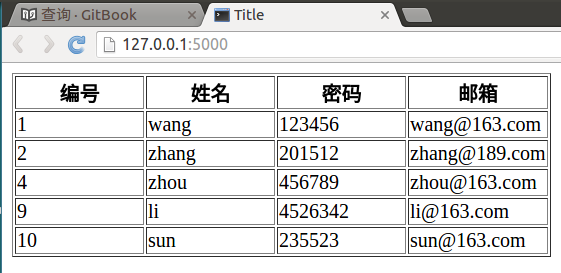 查询 · GitBook
Title
127.0.0.1:5000
编号 姓名 密码 邮箱
1 wang 123456 wang@163.com
2 zhang 201512 zhang@189.com
4 zhou 456789 zhou@163.com
9 li 4526342 li@163.com
10 sun 235523 sun@163.com